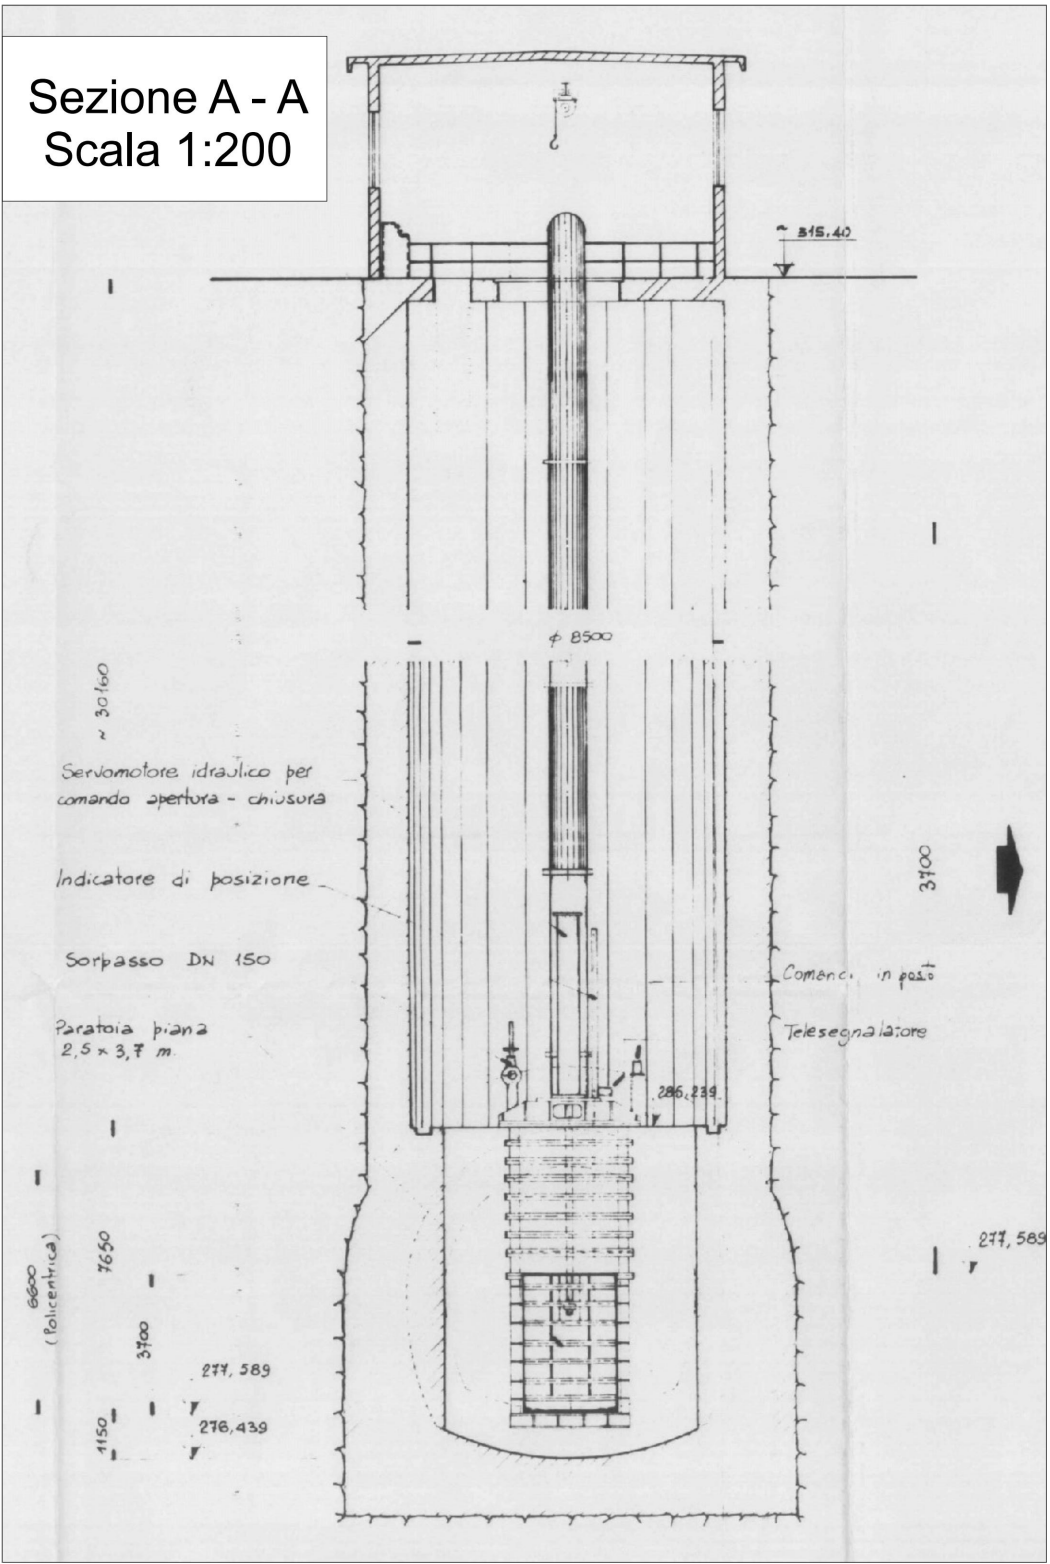 Sezione A - A
Scala 1:200
~ 315.40
ϕ 8500
~ 30160
Servomotore idraulico per
comando apertura - chiusura
Indicatore di posizione
3700
Sorpasso DN 150
Comandi in posto
Paratoia piana
2,5 x 3,7 m.
Telesegnalatore
285,239
277,589
6600
(Policentrica)
7650
3700
277,589
1150
276,439